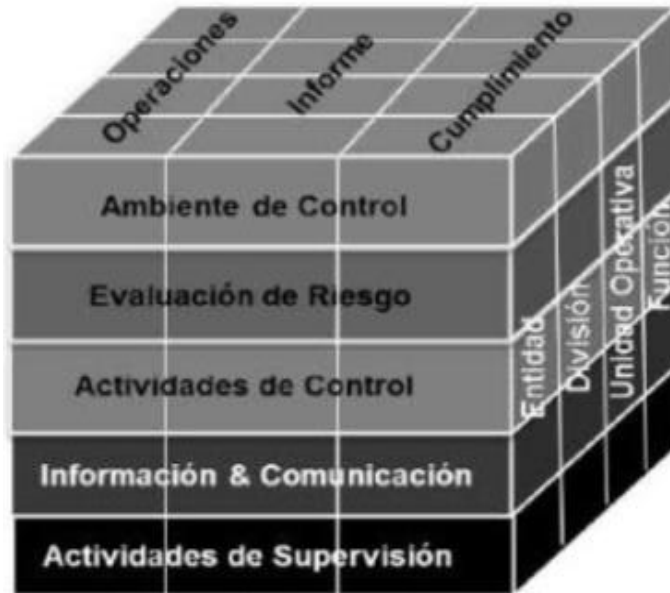 Operaciones
Informe
Cumplimiento
Ambiente de Control
Evaluación de Riesgo
Actividades de Control
Información & Comunicación
Actividades de Supervisión
Entidad
División
Unidad Operativa
Función